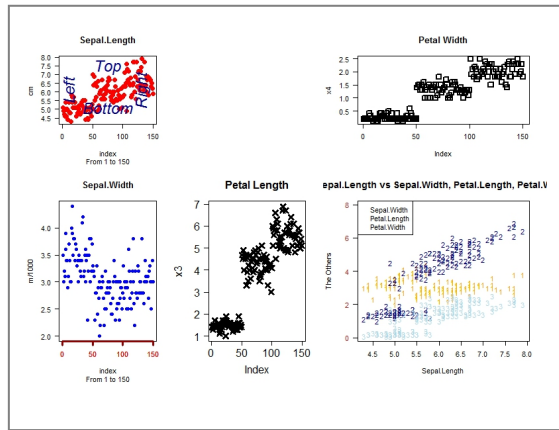 Sepal.Length
8.0
7.5
7.0
6.5
6.0
5.5
5.0
4.5
cm
Left
Top
Bottom
Right
0 50 100 150
index
From 1 to 150
Petal Width
2.5
2.0
1.5
1.0
0.5
x4
0 50 100 150
Index
Sepal.Width
4.0
3.5
3.0
2.5
2.0
m/1000
0 50 100 150
index
From 1 to 150
Petal Length
7
6
5
4
3
2
1
x3
0 50 100 150
Index
epal.Length vs Sepal.Width, Petal.Length, Petal.W
Sepal.Width
Petal.Length
Petal.Width
8
6
4
2
0
The Others
4.5 5.0 5.5 6.0 6.5 7.0 7.5 8.0
Sepal.Length